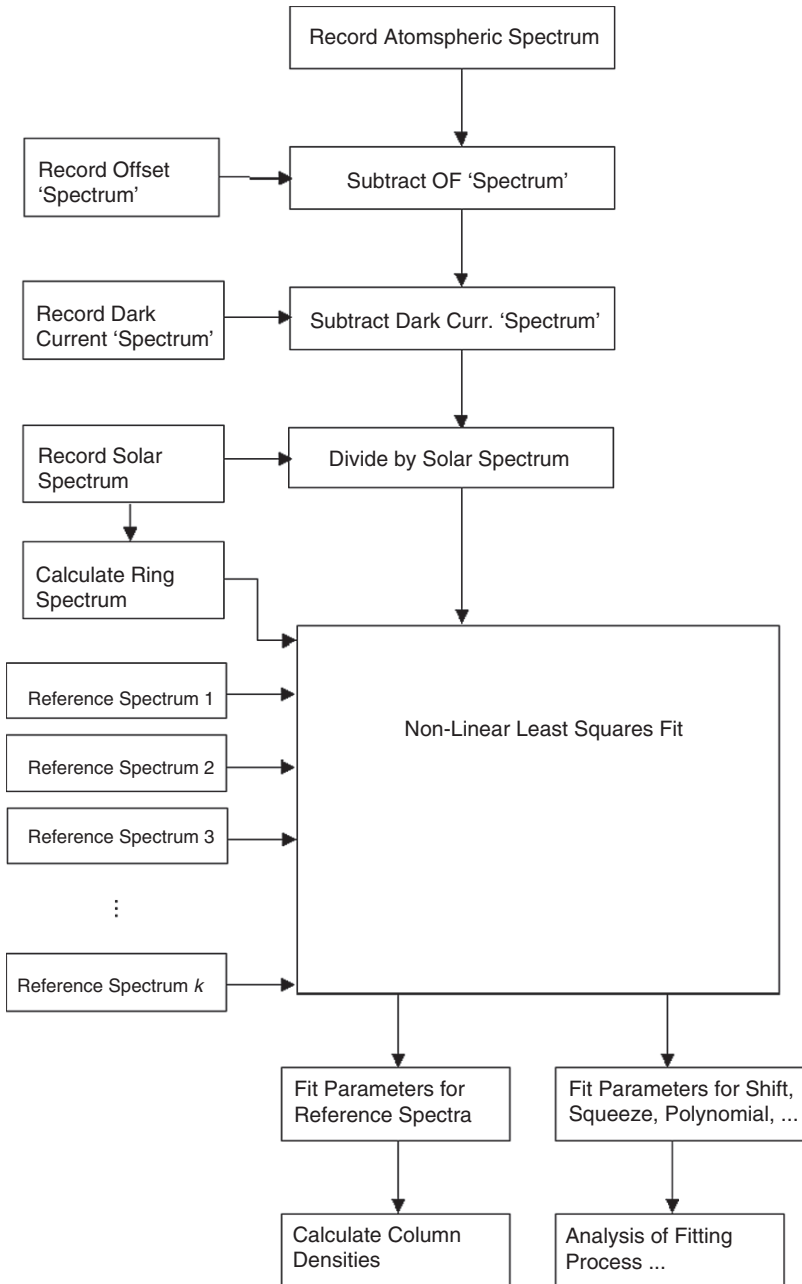 Record Atomspheric Spectrum
Record Offset
‘Spectrum’
Subtract OF ‘Spectrum’
Record Dark
Current ‘Spectrum’
Subtract Dark Curr. ‘Spectrum’
Record Solar
Spectrum
Divide by Solar Spectrum
Calculate Ring
Spectrum
Reference Spectrum 1
Non-Linear Least Squares Fit
Reference Spectrum 2
Reference Spectrum 3
...
Reference Spectrum k
Fit Parameters for
Reference Spectra
Fit Parameters for Shift,
Squeeze, Polynomial, ...
Calculate Column
Densities
Analysis of Fitting
Process ...